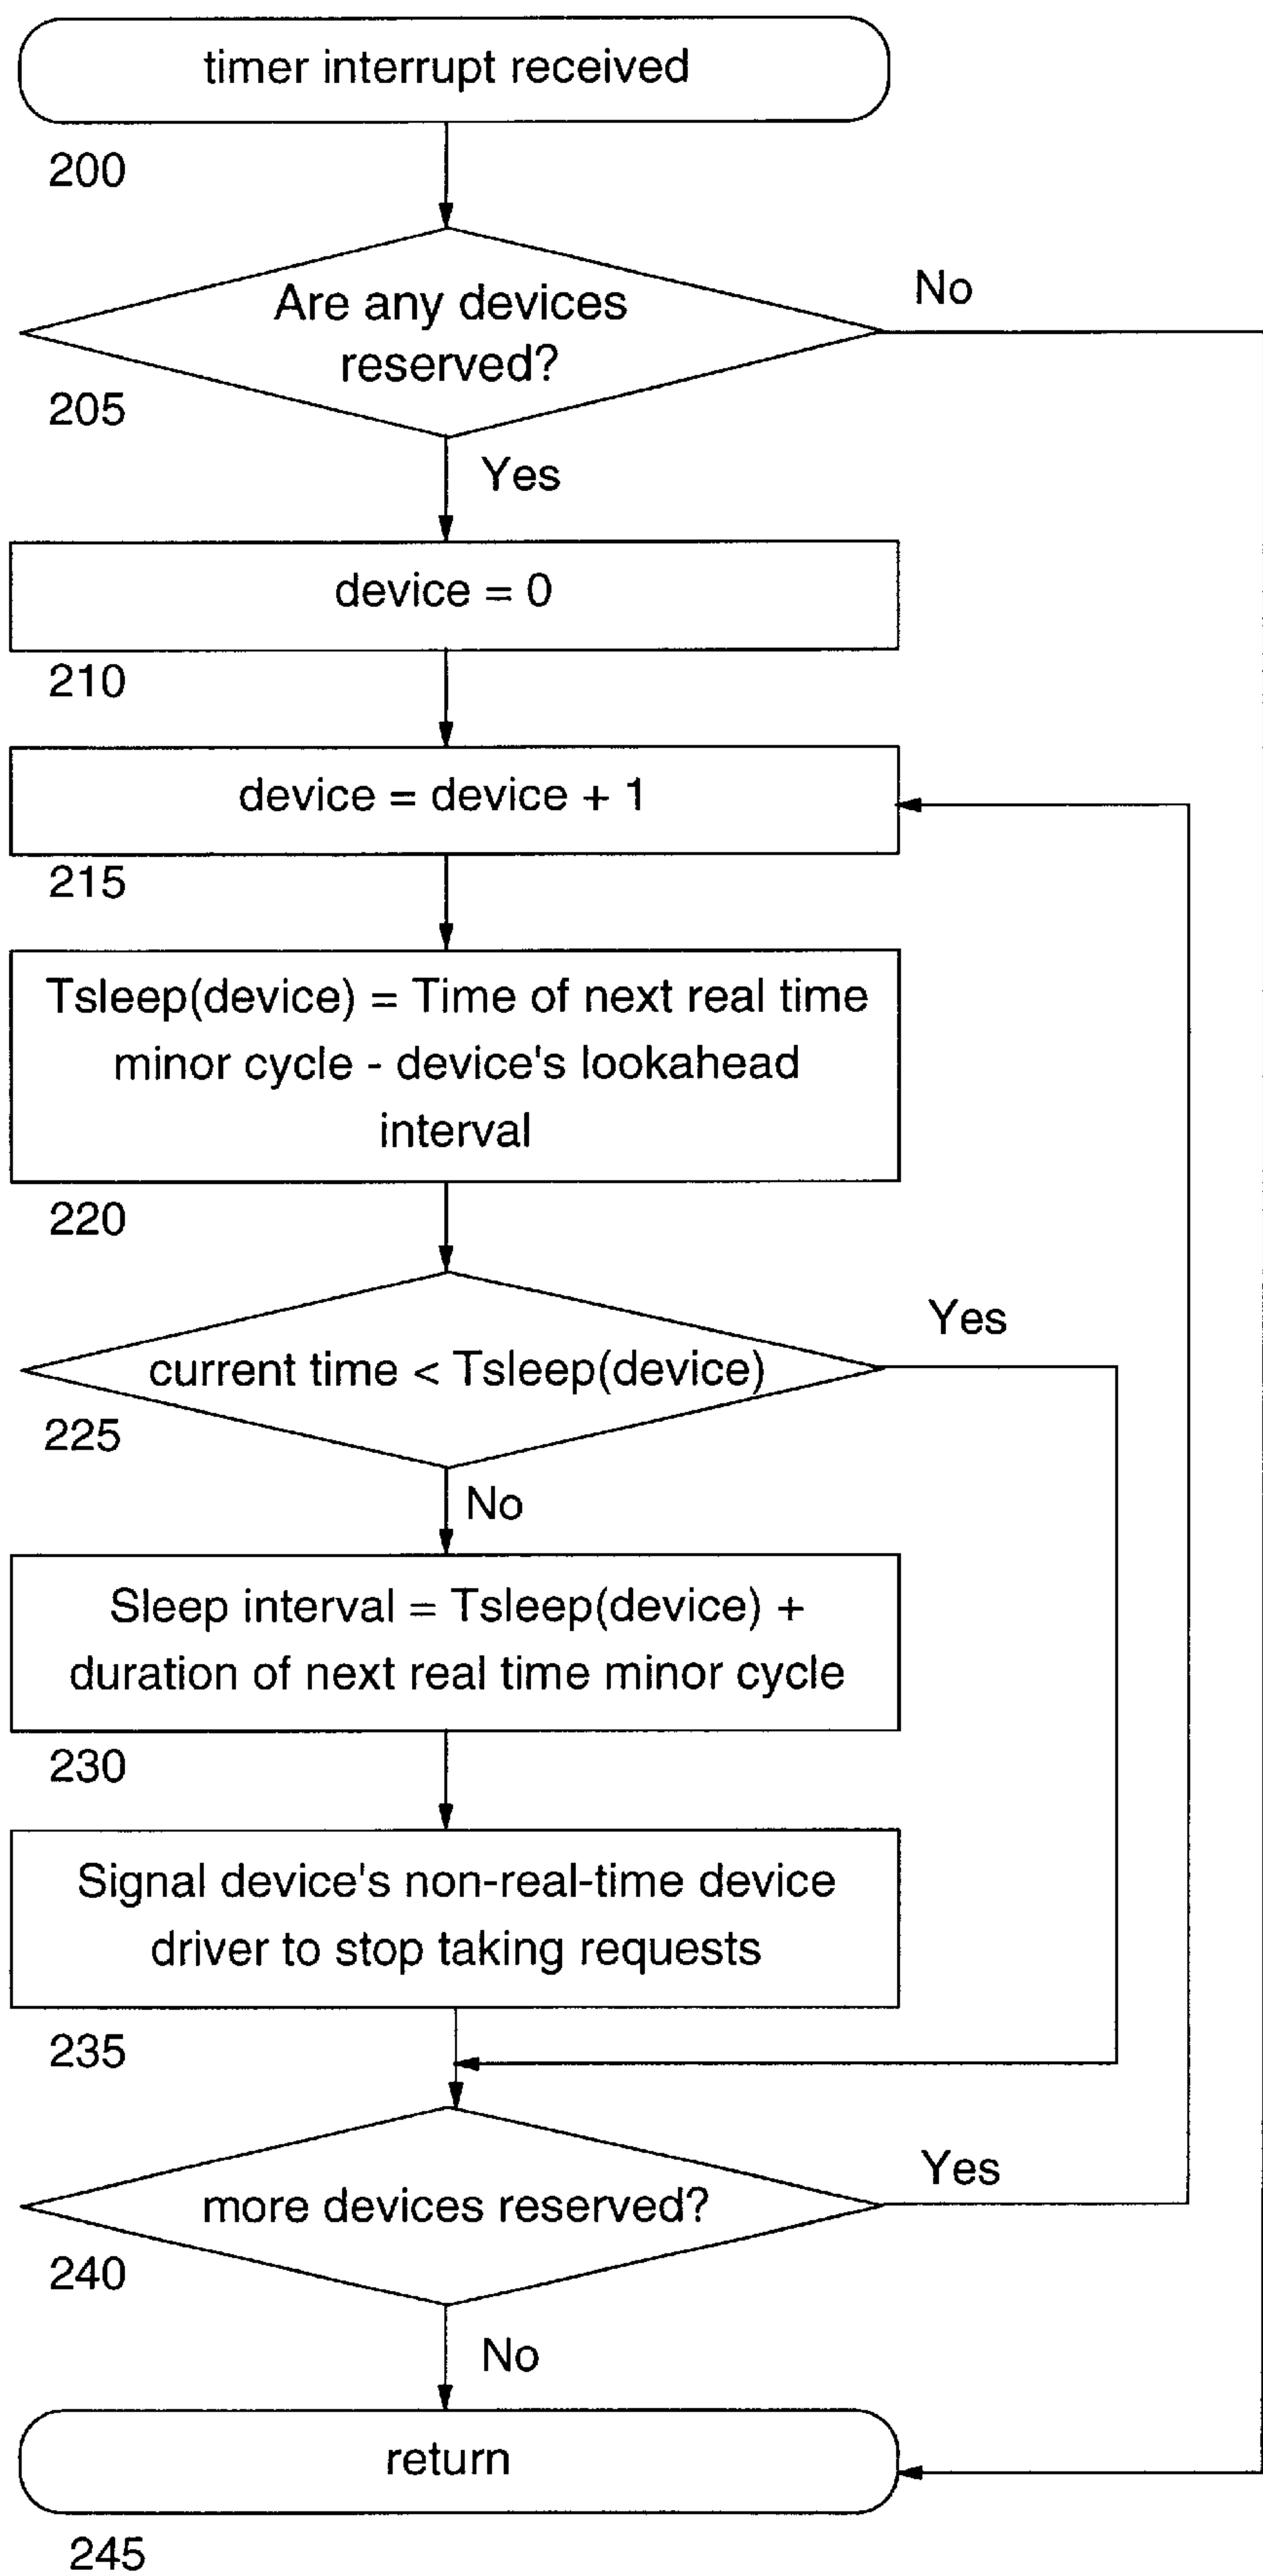 timer interrupt received
200
Are any devices
reserved?
No
205
Yes
device = 0
210
device = device + 1
215
Tsleep(device) = Time of next real time
minor cycle - device's lookahead
interval
220
current time < Tsleep(device)
Yes
225
No
Sleep interval = Tsleep(device) +
duration of next real time minor cycle
230
Signal device's non-real-time device
driver to stop taking requests
235
more devices reserved?
Yes
240
No
return
245